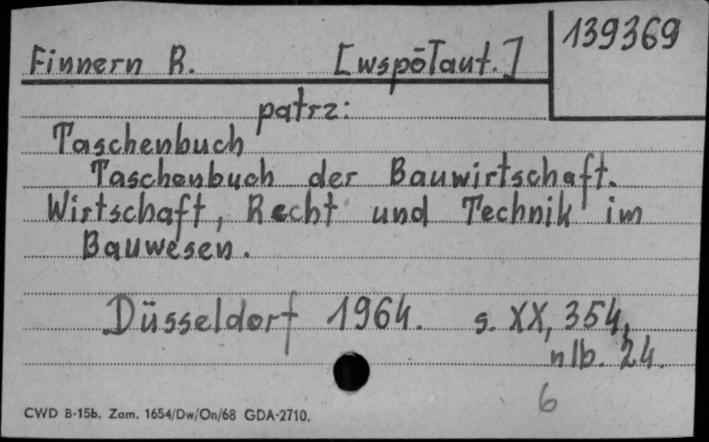 Finnern R. [współaut.] 139369
patrz:
Taschenbuch
Taschenbuch der Bauwirtschaft.
Wirtschaft, Recht und Technik im
Bauwesen.
Düsseldorf 1964. s. XX, 354,
nlb. 24.
6
CWD B-15b. Zam. 1654/Dw/On/68 GDA-2710.